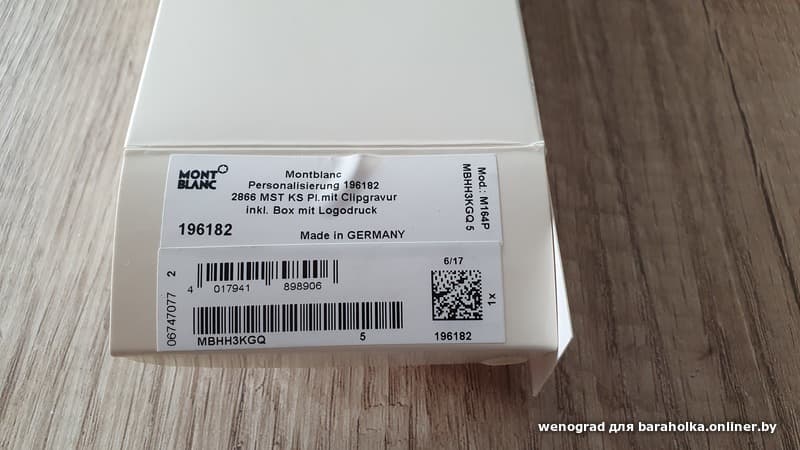 MONT
BLANC
Montblanc
Personalisierung 196182
2866 MST KS Pl.mit Clipgravur
inkl. Box mit Logodruck
196182
Made in GERMANY
Mod.: M164P
MBHH3KGQ 5
06747077 2
4 017941 898906
MBHH3KGQ 5
6/17
1x
196182
wenograd для baraholka.onliner.by